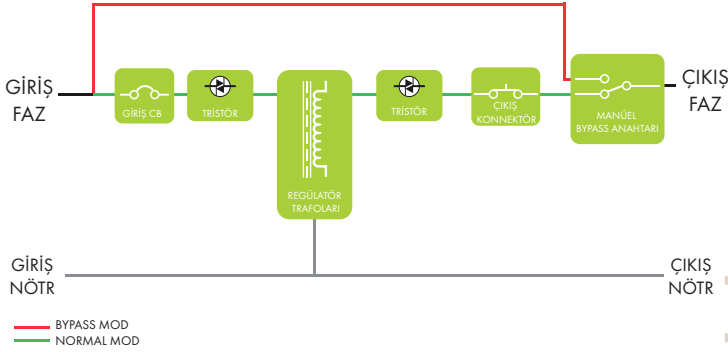 GİRİŞ
FAZ
GİRİŞ CB
TRİSTÖR
REGÜLATÖR
TRAFOLARI
TRİSTÖR
ÇIKIŞ
KONNEKTÖR
MANÜEL
BYPASS ANAHTARI
ÇIKIŞ
FAZ
GİRİŞ
NÖTR
ÇIKIŞ
NÖTR
BYPASS MOD
NORMAL MOD